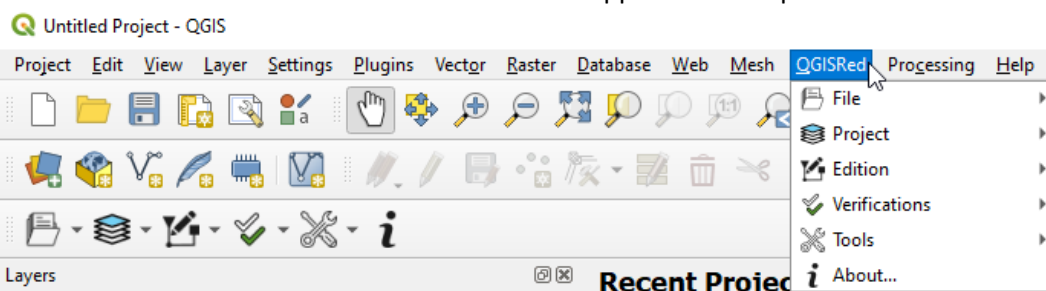 Untitled Project - QGIS
Project Edit View Layer Settings Plugins Vector Raster Database Web Mesh QGISRed Processing Help
File
Project
Edition
Verifications
Tools
About...
Layers
Recent Projec